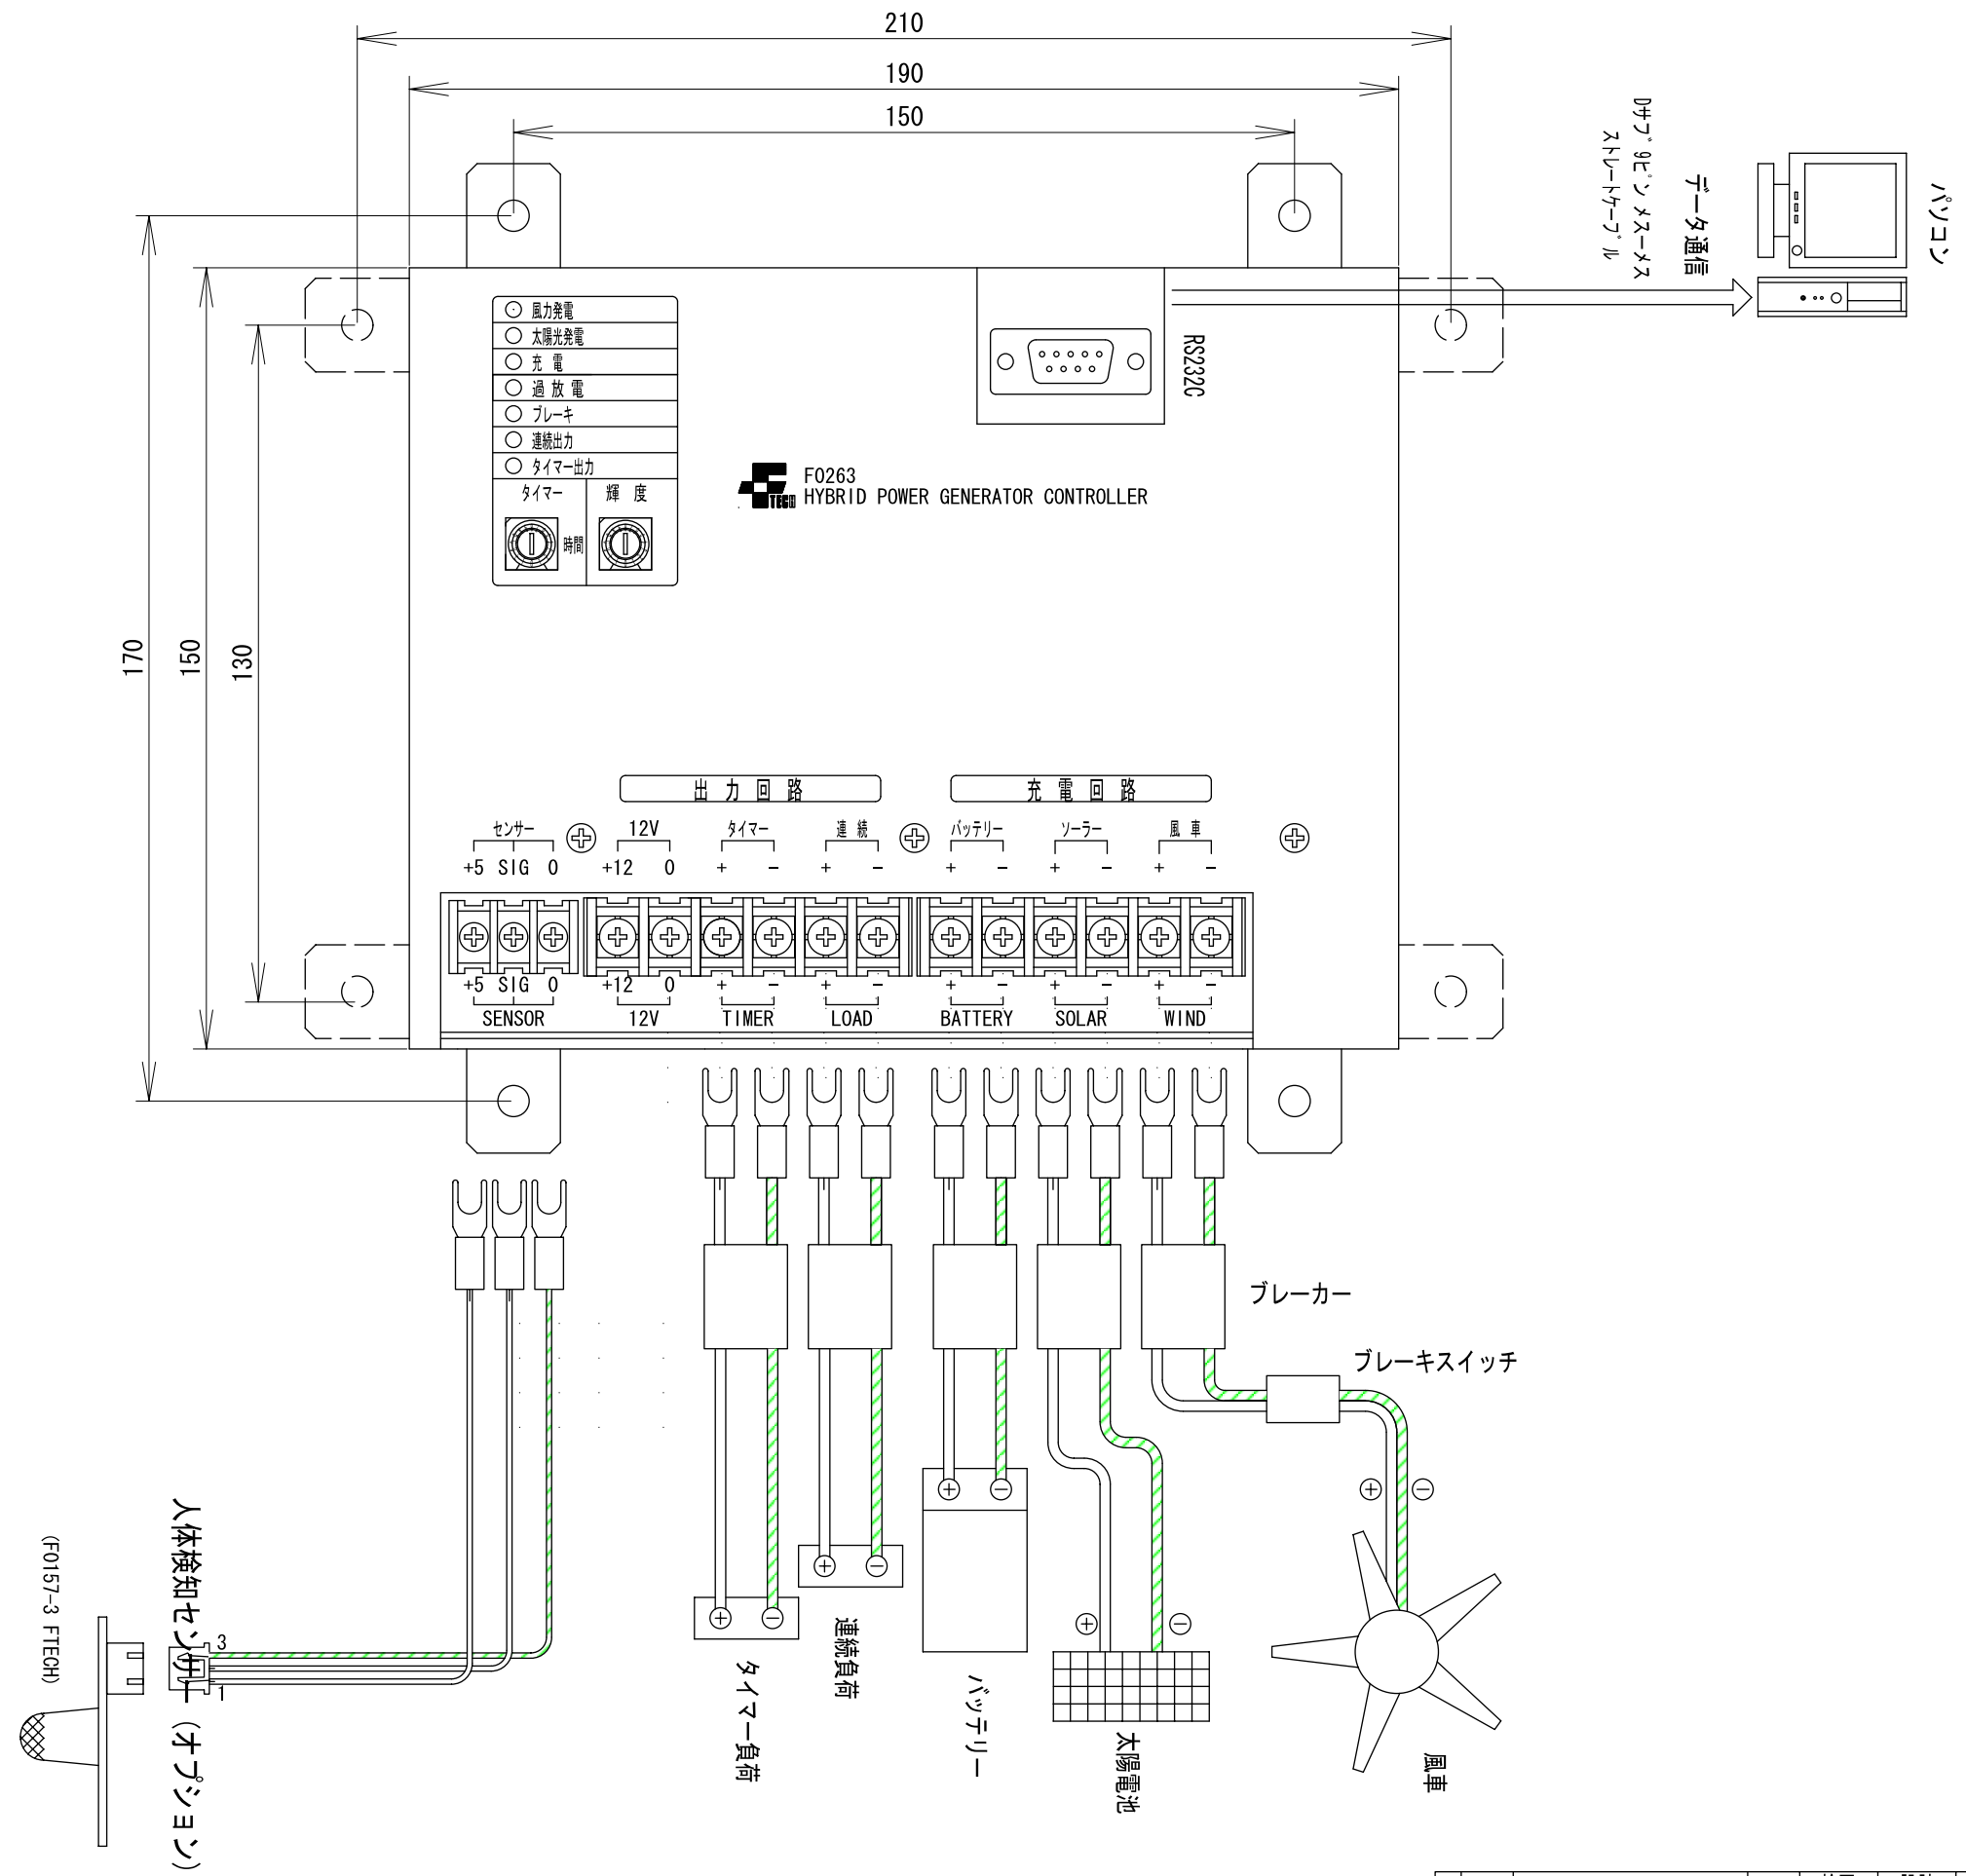 210
190
150
170
150
130
パソコン
データ通信
Dサブ9ピン メス－メス
ストレートケーブル
RS232C
風力発電
太陽光発電
充 電
過 放 電
ブレーキ
連続出力
タイマー出力
タイマー
輝 度
時間
TECH
F0263
HYBRID POWER GENERATOR CONTROLLER
出 力 回 路
充 電 回 路
センサー 12V タイマー 連 続 バッテリー ソーラー 風 車
+5 SIG 0 +12 0 + － + － + － + － + －
+5 SIG 0 +12 0 + － + － + － + － + －
SENSOR 12V TIMER LOAD BATTERY SOLAR WIND
ブレーカー
ブレーキスイッチ
+ －
+ －
+ －
+ －
+ －
3
1
人体検知センサー（オプション）
(F0157-3 FTECH)
タイマー負荷
連続負荷
バッテリー
太陽電池
風車